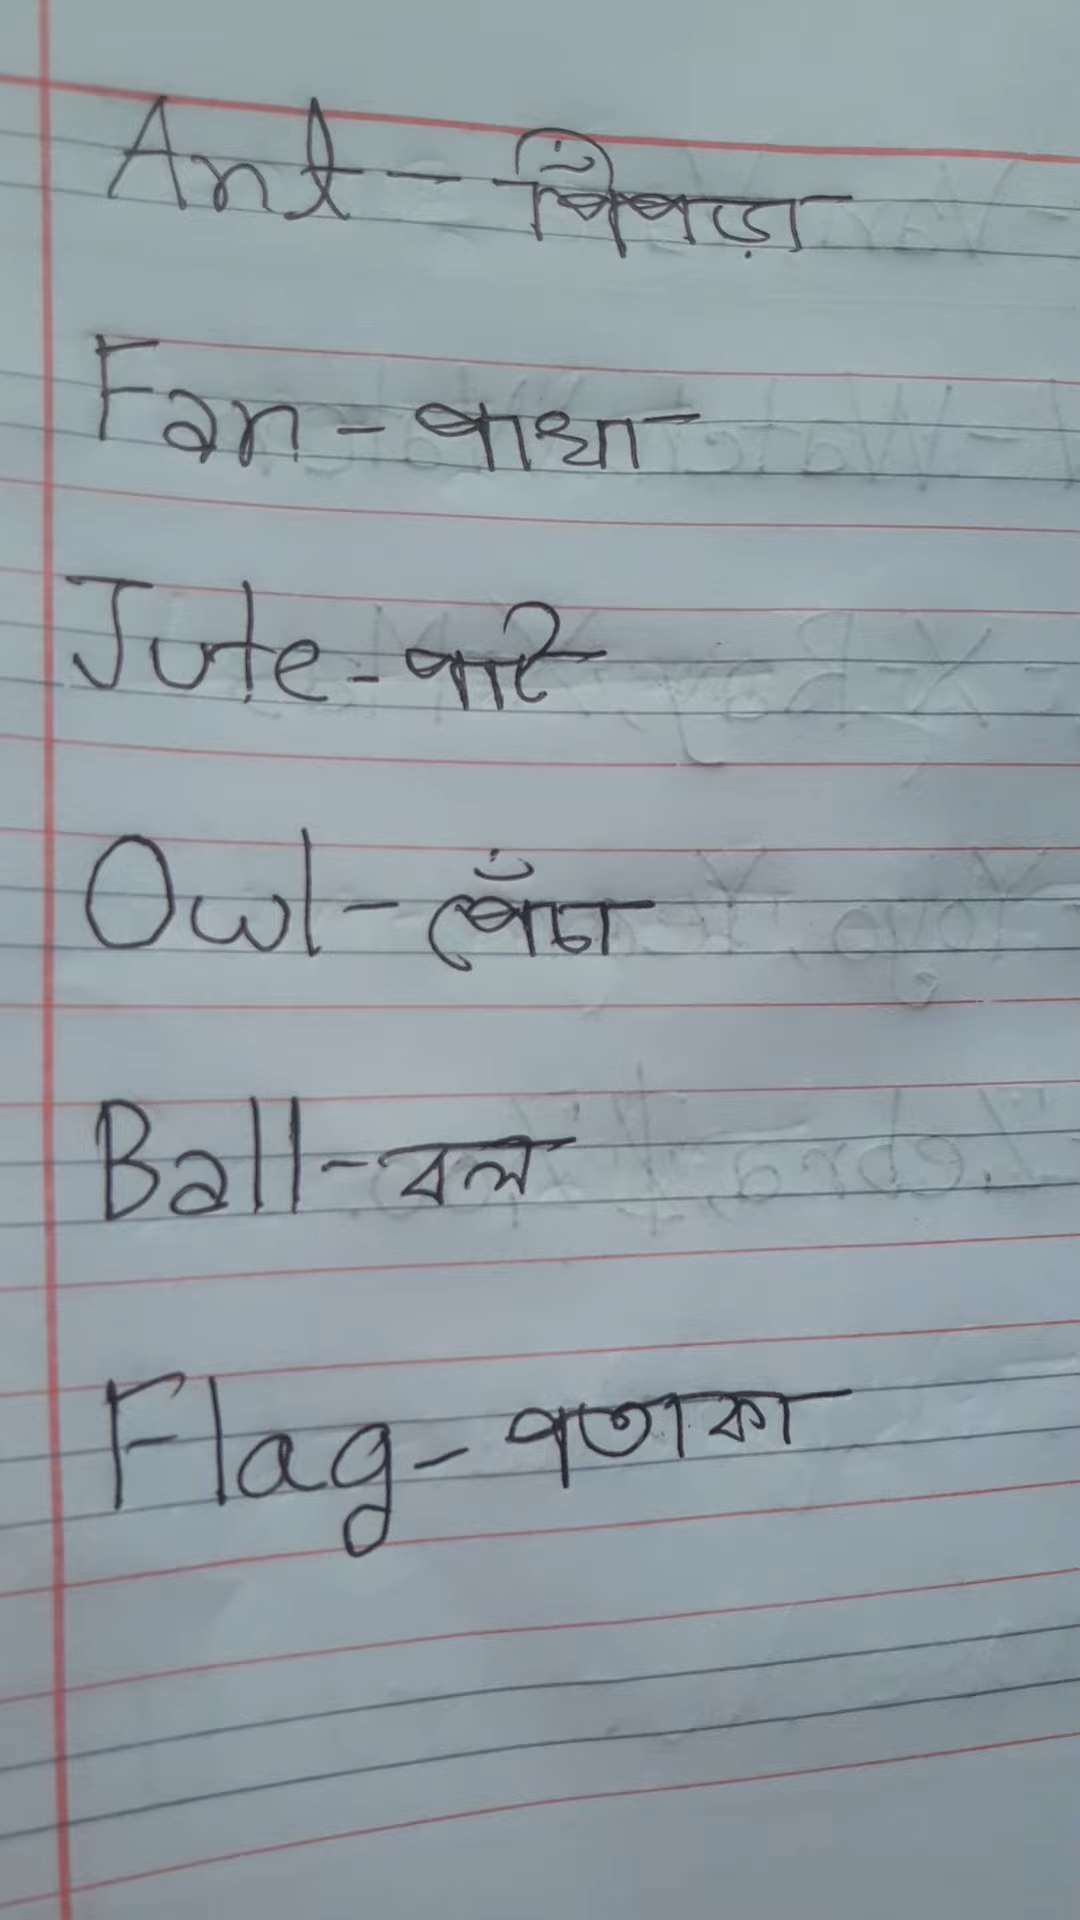 Ant - পিঁপড়া
Fan - পাখা
Jute - পাট
Owl - পেঁচা
Ball - বল
Flag - পতাকা